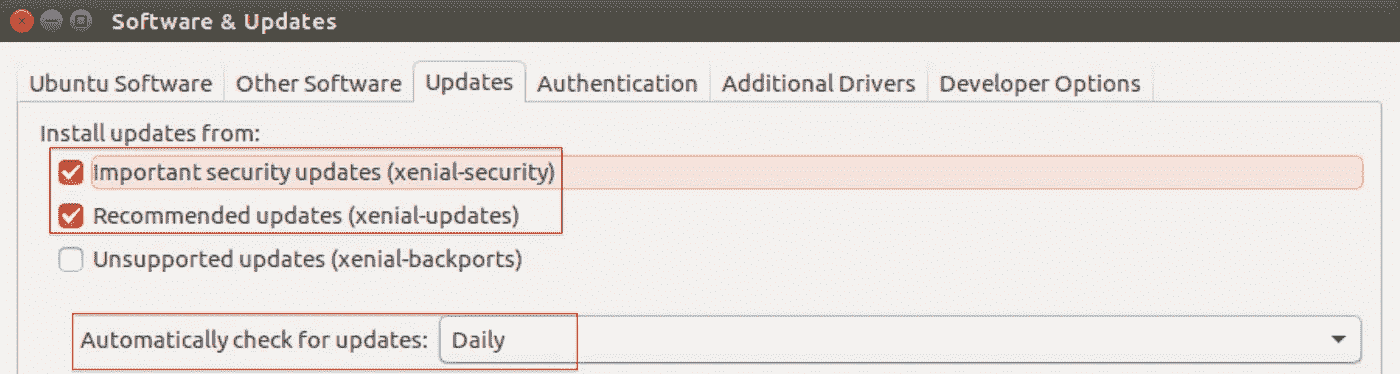 Software & Updates
Ubuntu Software Other Software Updates Authentication Additional Drivers Developer Options
Install updates from:
Important security updates (xenial-security)
Recommended updates (xenial-updates)
Unsupported updates (xenial-backports)
Automatically check for updates: Daily